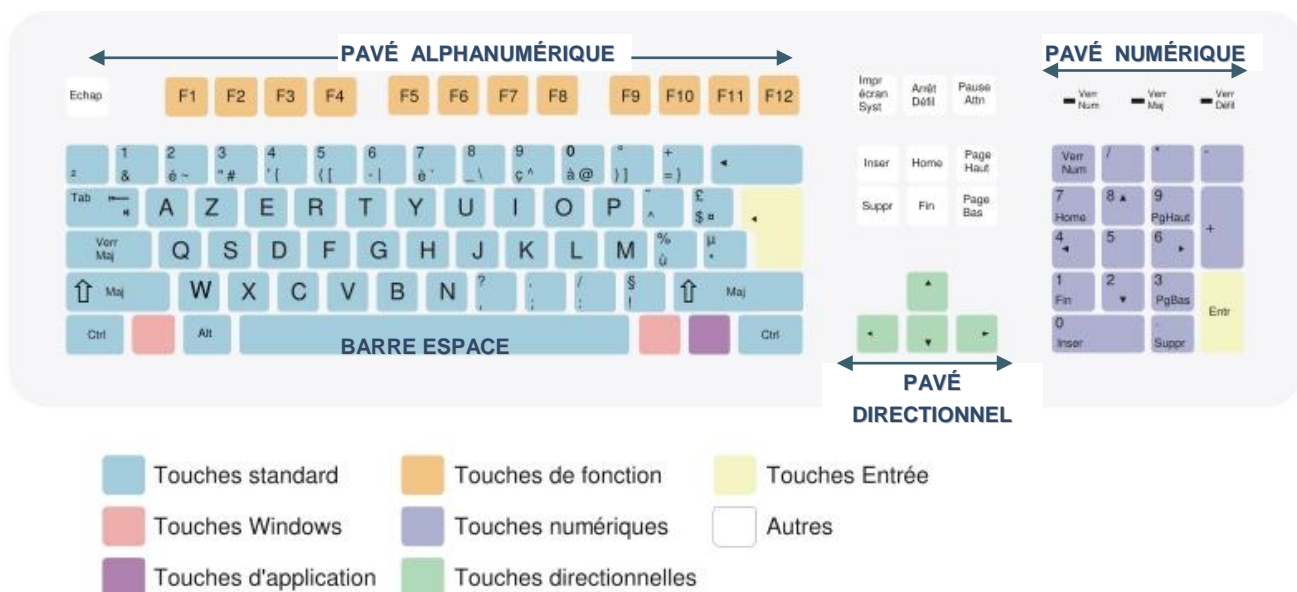 PAVÉ ALPHANUMÉRIQUE
PAVÉ NUMÉRIQUE
Echap F1 F2 F3 F4 F5 F6 F7 F8 F9 F10 F11 F12
Impr écran Syst
Arrêt Défil
Pause Attn
Verr Num
Verr Maj
Verr Défil
²
1 &
2 é ~
3 " #
4 ' {
5 ( [
6 - |
7 è `
8 _ \
9 ç ^
0 à @
° ) ]
+ = }
Inser Home Page Haut
Verr Num / * -
Tab A Z E R T Y U I O P ¨ ^ £ $ ¤
Suppr Fin Page Bas
7 Home
8
9 PgHaut
+
Verr Maj Q S D F G H J K L M % ù µ *
4 5 6
Maj W X C V B N ? , . ; / : § ! Maj
1 Fin
2
3 PgBas
Entr
Ctrl Alt BARRE ESPACE Ctrl
0 Inser
. Suppr
PAVÉ
DIRECTIONNEL
Touches standard
Touches de fonction
Touches Entrée
Touches Windows
Touches numériques
Autres
Touches d'application
Touches directionnelles